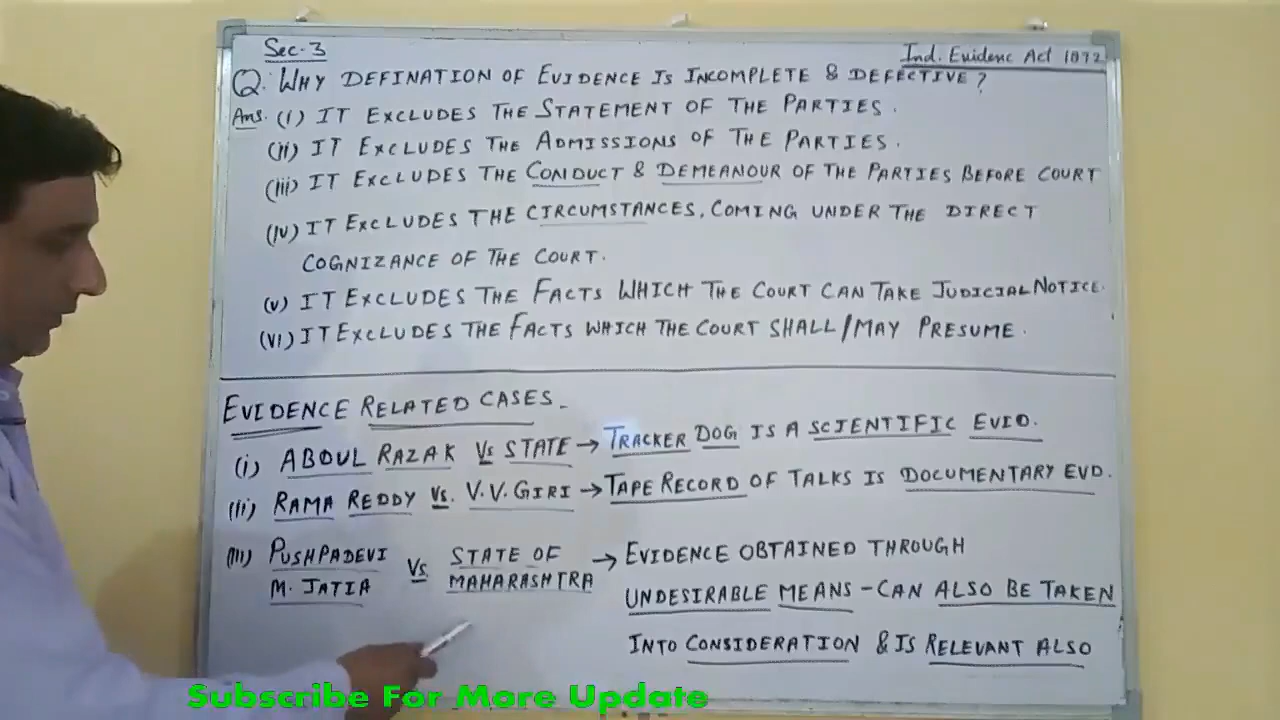 Sec. 3
Ind. Evidenc Act 1872
Q. WHY DEFINATION OF EVIDENCE IS INCOMPLETE & DEFECTIVE?
Ans. (i) IT EXCLUDES THE STATEMENT OF THE PARTIES.
(ii) IT EXCLUDES THE ADMISSIONS OF THE PARTIES.
(iii) IT EXCLUDES THE CONDUCT & DEMEANOUR OF THE PARTIES BEFORE COURT
(iv) IT EXCLUDES THE CIRCUMSTANCES, COMING UNDER THE DIRECT
COGNIZANCE OF THE COURT.
(v) IT EXCLUDES THE FACTS WHICH THE COURT CAN TAKE JUDICIAL NOTICE.
(vi) IT EXCLUDES THE FACTS WHICH THE COURT SHALL/MAY PRESUME.
EVIDENCE RELATED CASES-
(i) ABDUL RAZAK Vs STATE → TRACKER DOG IS A SCIENTIFIC EVID.
(ii) RAMA REDDY Vs. V.V.GIRI → TAPE RECORD OF TALKS IS DOCUMENTARY EVD.
(iii) PUSHPADEVI M. JATIA Vs STATE OF MAHARASHTRA → EVIDENCE OBTAINED THROUGH
UNDESIRABLE MEANS - CAN ALSO BE TAKEN
INTO CONSIDERATION & IS RELEVANT ALSO
Subscribe For More Update